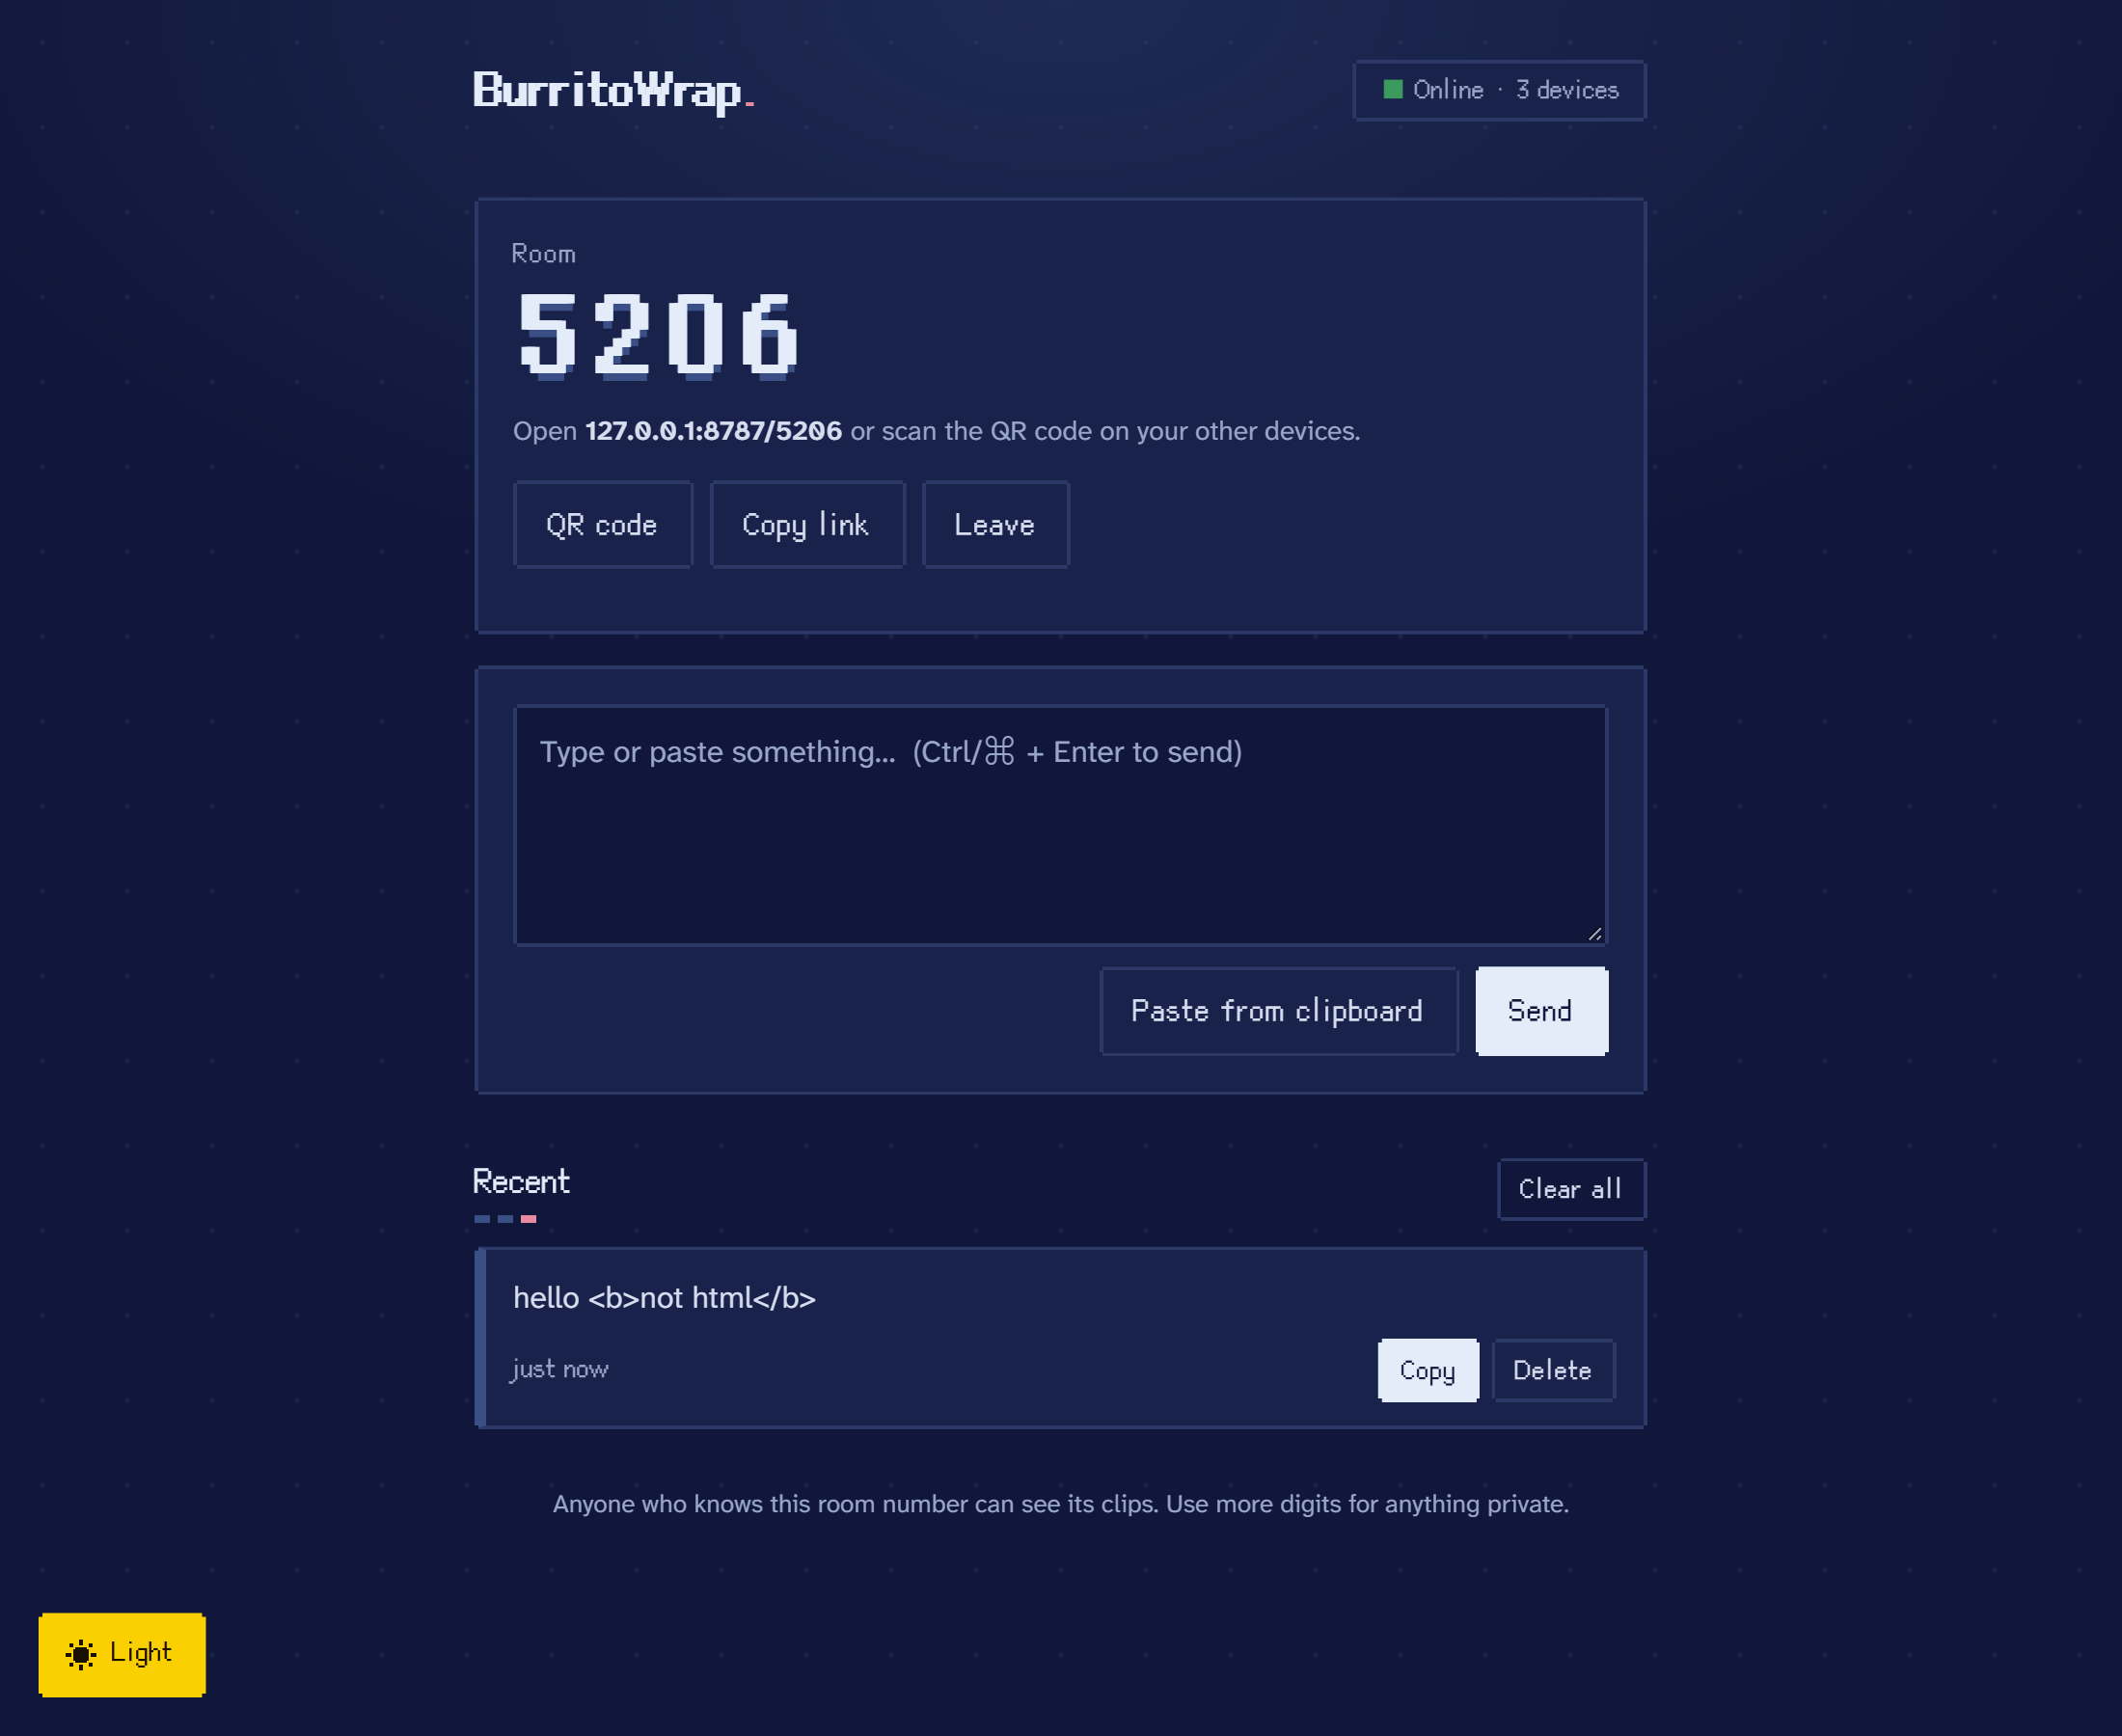 BurritoWrap.
Online · 3 devices
Room
5206
Open 127.0.0.1:8787/5206 or scan the QR code on your other devices.
QR code
Copy link
Leave
Type or paste something... (Ctrl/⌘ + Enter to send)
Paste from clipboard
Send
Recent
Clear all
hello <b>not html</b>
just now
Copy
Delete
Anyone who knows this room number can see its clips. Use more digits for anything private.
Light